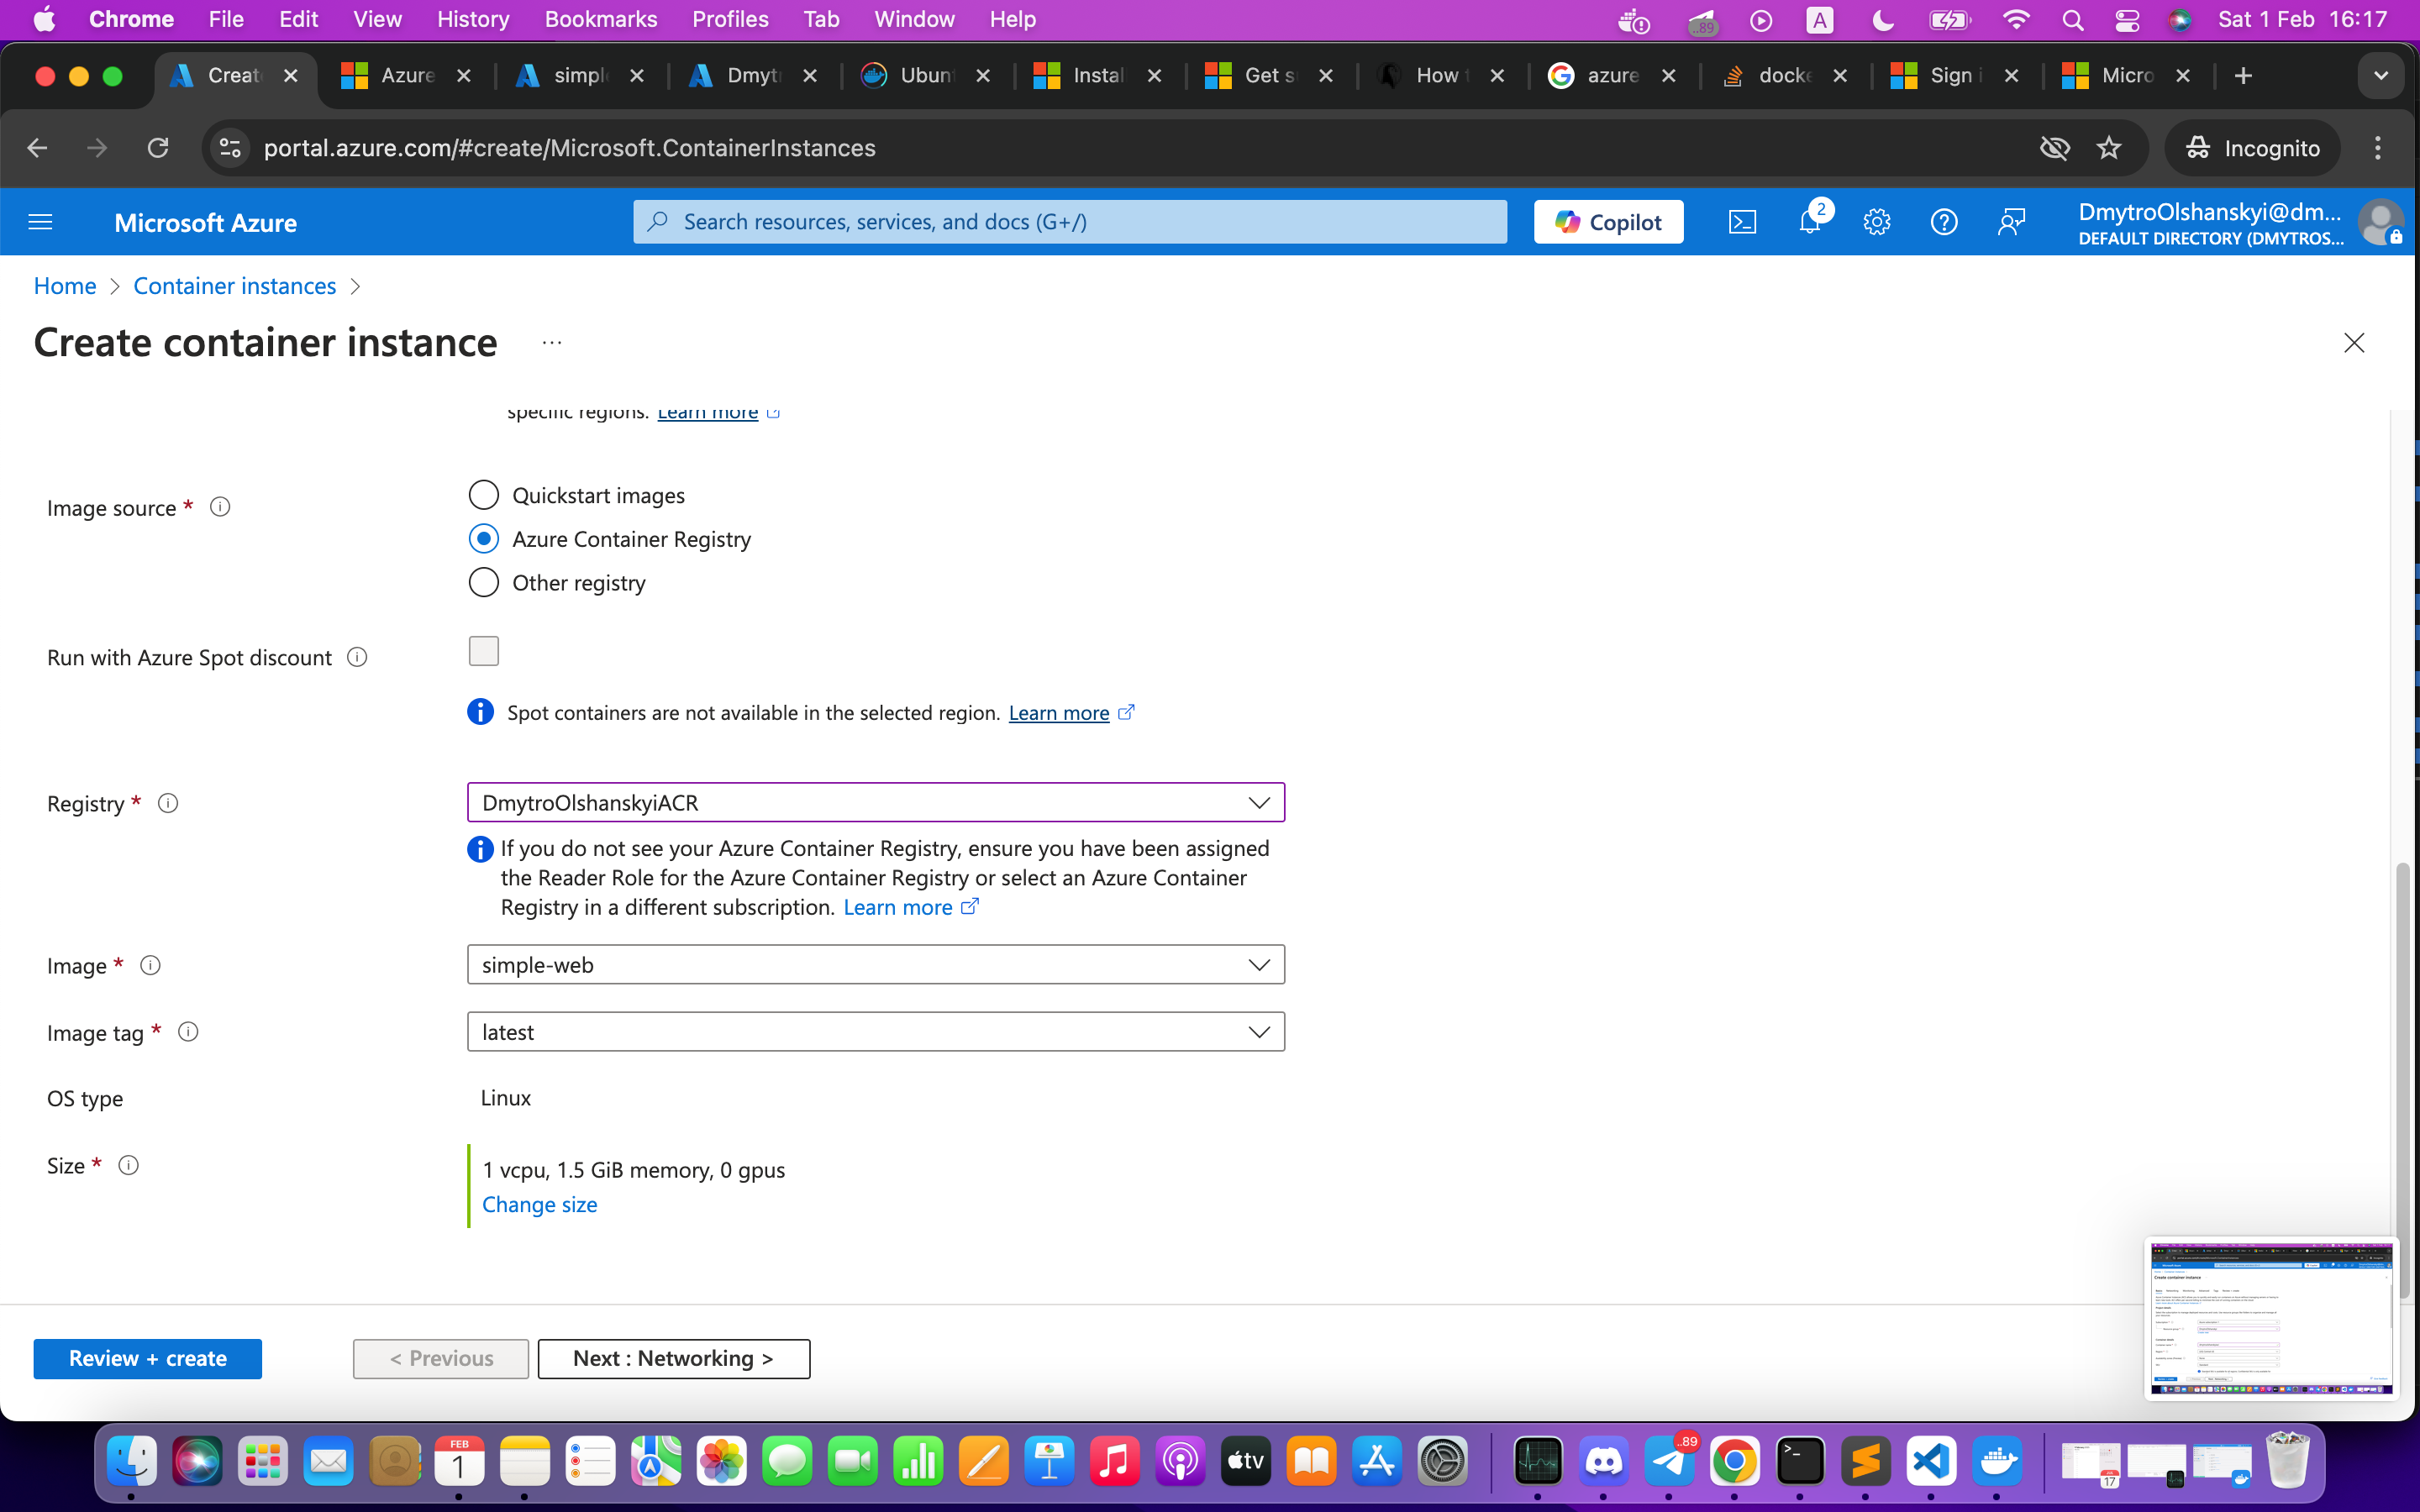 Chrome File Edit View History Bookmarks Profiles Tab Window Help
..89 A Sat 1 Feb 16:17
Creat Azure simpl Dmyt Ubun Instal Get s How azure docke Sign i Micro
portal.azure.com/#create/Microsoft.ContainerInstances
Incognito
Microsoft Azure
Search resources, services, and docs (G+/)
Copilot
2
DmytroOlshanskyi@dm...
DEFAULT DIRECTORY (DMYTROS...
Home > Container instances >
Create container instance ...
specific regions. Learn more
Image source *
Quickstart images
Azure Container Registry
Other registry
Run with Azure Spot discount
Spot containers are not available in the selected region. Learn more
Registry *
DmytroOlshanskyiACR
If you do not see your Azure Container Registry, ensure you have been assigned
the Reader Role for the Azure Container Registry or select an Azure Container
Registry in a different subscription. Learn more
Image *
simple-web
Image tag *
latest
OS type
Linux
Size *
1 vcpu, 1.5 GiB memory, 0 gpus
Change size
Review + create
< Previous
Next : Networking >
FEB
1
tv
..89
17